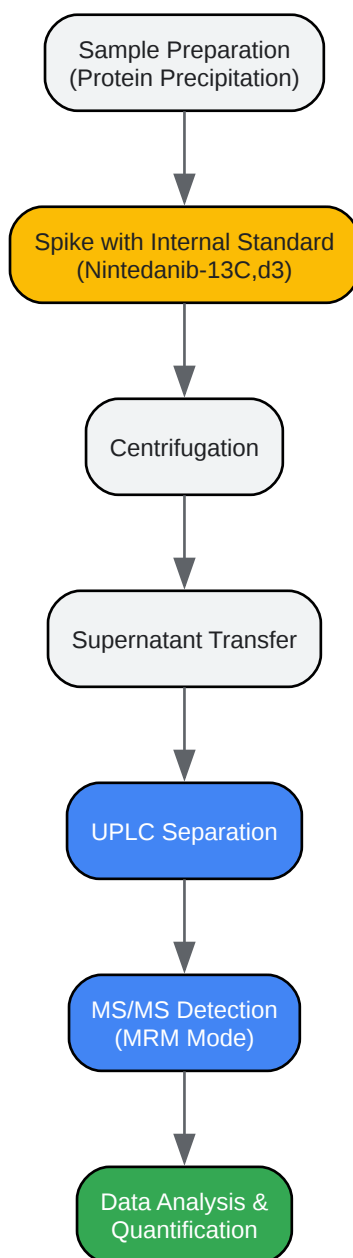 Sample Preparation
(Protein Precipitation)
Spike with Internal Standard
(Nintedanib-13C,d3)
Centrifugation
Supernatant Transfer
UPLC Separation
MS/MS Detection
(MRM Mode)
Data Analysis &
Quantification